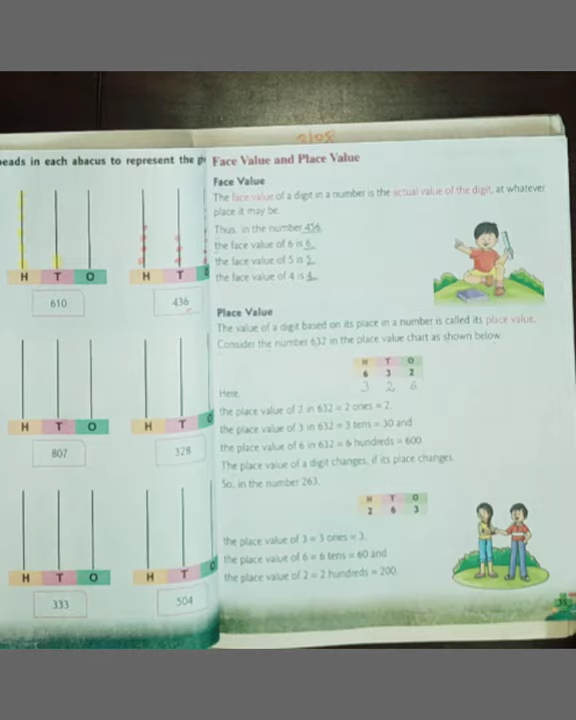 beads in each abacus to represent the
H T O
H T O
610
436
H T O
H T O
807
328
H T O
H T O
333
504
Face Value and Place Value
Face Value
The face value of a digit in a number is the actual value of the digit, at whatever
place it may be.
Thus, in the number 456,
the face value of 6 is 6.
the face value of 5 is 5.
the face value of 4 is 4.
Place Value
The value of a digit based on its place in a number is called its place value.
Consider the number 632 in the place value chart as shown below.
H T O
6 3 2
3 2 6
Here,
the place value of 2 in 632 = 2 ones = 2.
the place value of 3 in 632 = 3 tens = 30 and
the place value of 6 in 632 = 6 hundreds = 600.
The place value of a digit changes, if its place changes.
So, in the number 263,
H T O
2 6 3
the place value of 3 = 3 ones = 3.
the place value of 6 = 6 tens = 60 and
the place value of 2 = 2 hundreds = 200.